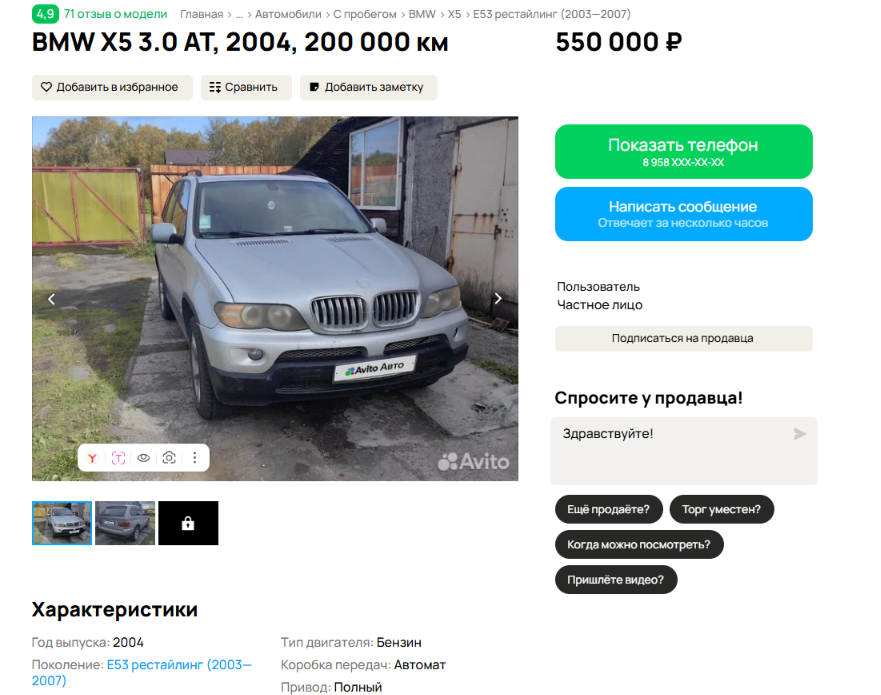 4,9 71 отзыв о модели Главная › ... › Автомобили › С пробегом › BMW › X5 › E53 рестайлинг (2003—2007)
BMW X5 3.0 AT, 2004, 200 000 км
550 000 ₽
Добавить в избранное
Сравнить
Добавить заметку
Показать телефон
8 958 XXX-XX-XX
Написать сообщение
Отвечает за несколько часов
Avito Авто
Avito
Пользователь
Частное лицо
Подписаться на продавца
Спросите у продавца!
Здравствуйте!
Ещё продаёте?
Торг уместен?
Когда можно посмотреть?
Пришлёте видео?
Характеристики
Год выпуска: 2004
Поколение: E53 рестайлинг (2003—
2007)
Тип двигателя: Бензин
Коробка передач: Автомат
Привод: Полный